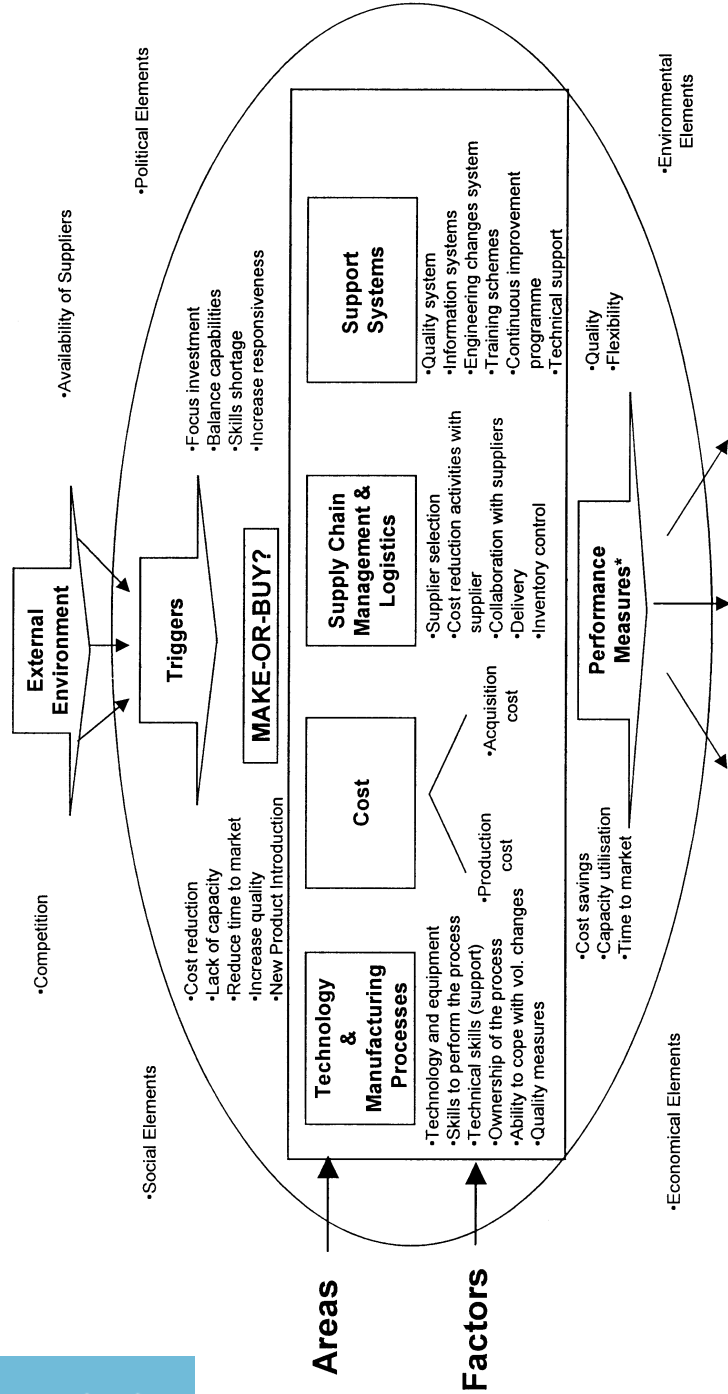 External
Environment
•Competition
•Availability of Suppliers
•Social Elements
•Political Elements
Triggers
•Cost reduction
•Lack of capacity
•Reduce time to market
•Increase quality
•New Product Introduction
•Focus investment
•Balance capabilities
•Skills shortage
•Increase responsiveness
MAKE-OR-BUY?
Areas
Technology
&
Manufacturing
Processes
Cost
Supply Chain
Management &
Logistics
Support
Systems
Factors
•Technology and equipment
•Skills to perform the process
•Technical skills (support)
•Ownership of the process
•Ability to cope with vol. changes
•Quality measures
•Production
cost
•Acquisition
cost
•Supplier selection
•Cost reduction activities with
supplier
•Collaboration with suppliers
•Delivery
•Inventory control
•Quality system
•Information systems
•Engineering changes system
•Training schemes
•Continuous improvement
programme
•Technical support
Performance
Measures*
•Cost savings
•Capacity utilisation
•Time to market
•Quality
•Flexibility
•Economical Elements
•Environmental
Elements